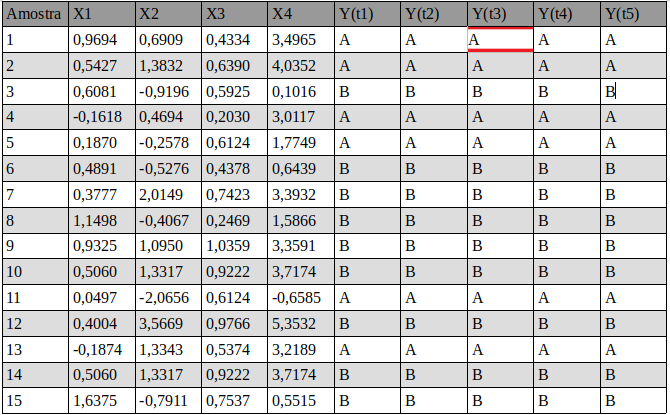 Amostra X1 X2 X3 X4 Y(t1) Y(t2) Y(t3) Y(t4) Y(t5)
1 0,9694 0,6909 0,4334 3,4965 A A A A A
2 0,5427 1,3832 0,6390 4,0352 A A A A A
3 0,6081 -0,9196 0,5925 0,1016 B B B B B
4 -0,1618 0,4694 0,2030 3,0117 A A A A A
5 0,1870 -0,2578 0,6124 1,7749 A A A A A
6 0,4891 -0,5276 0,4378 0,6439 B B B B B
7 0,3777 2,0149 0,7423 3,3932 B B B B B
8 1,1498 -0,4067 0,2469 1,5866 B B B B B
9 0,9325 1,0950 1,0359 3,3591 B B B B B
10 0,5060 1,3317 0,9222 3,7174 B B B B B
11 0,0497 -2,0656 0,6124 -0,6585 A A A A A
12 0,4004 3,5669 0,9766 5,3532 B B B B B
13 -0,1874 1,3343 0,5374 3,2189 A A A A A
14 0,5060 1,3317 0,9222 3,7174 B B B B B
15 1,6375 -0,7911 0,7537 0,5515 B B B B B